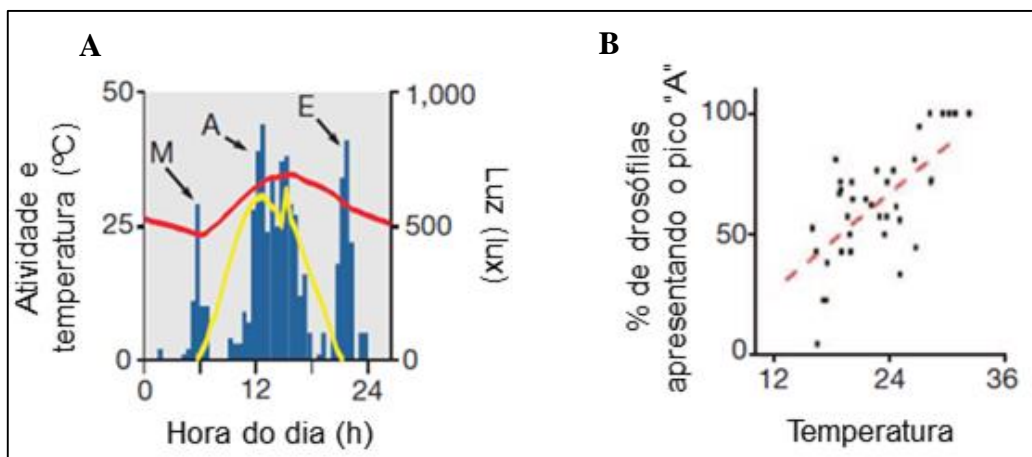 A
50
25
0
Atividade e
temperatura (ºC)
M
A
E
1,000
500
0
Luz (lux)
0
12
24
Hora do dia (h)
B
100
50
0
% de drosófilas
apresentando o pico "A"
12
24
36
Temperatura